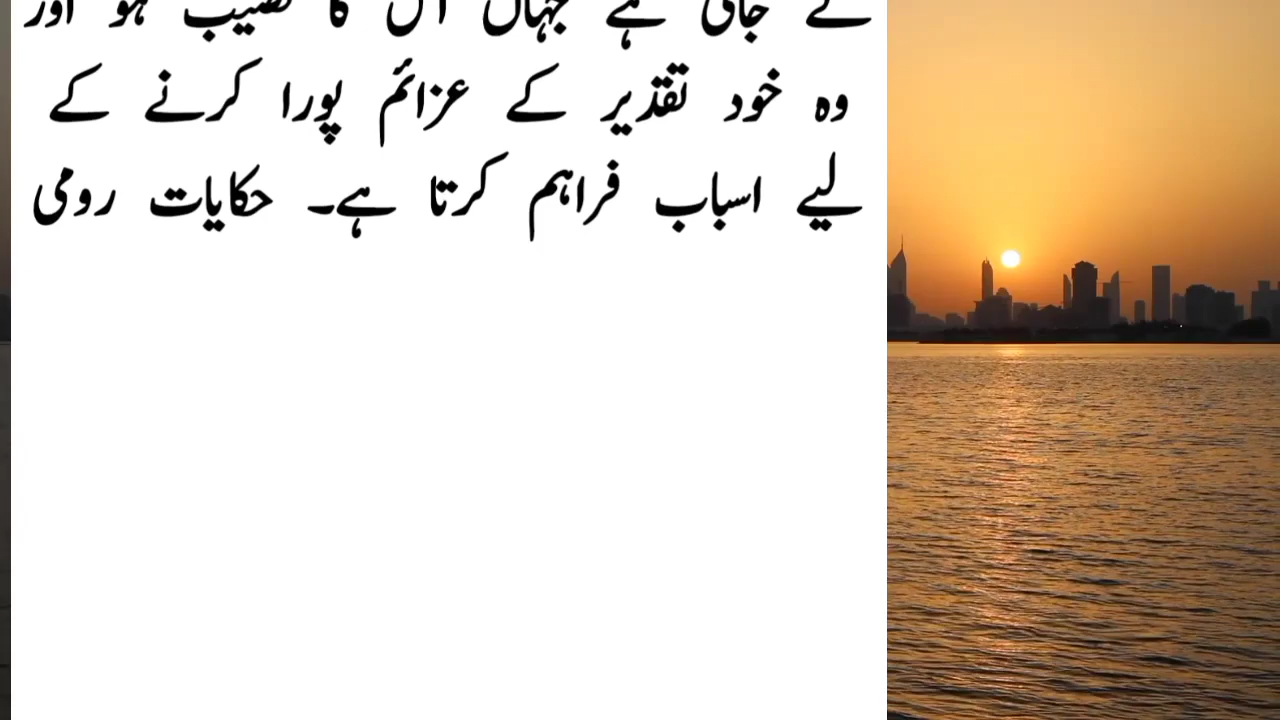 لے جاتی ہے جہاں اس کا نصیب ہو اور
وہ خود تقدیر کے عزائم پورا کرنے کے
لیے اسباب فراہم کرتا ہے۔ حکایات رومی